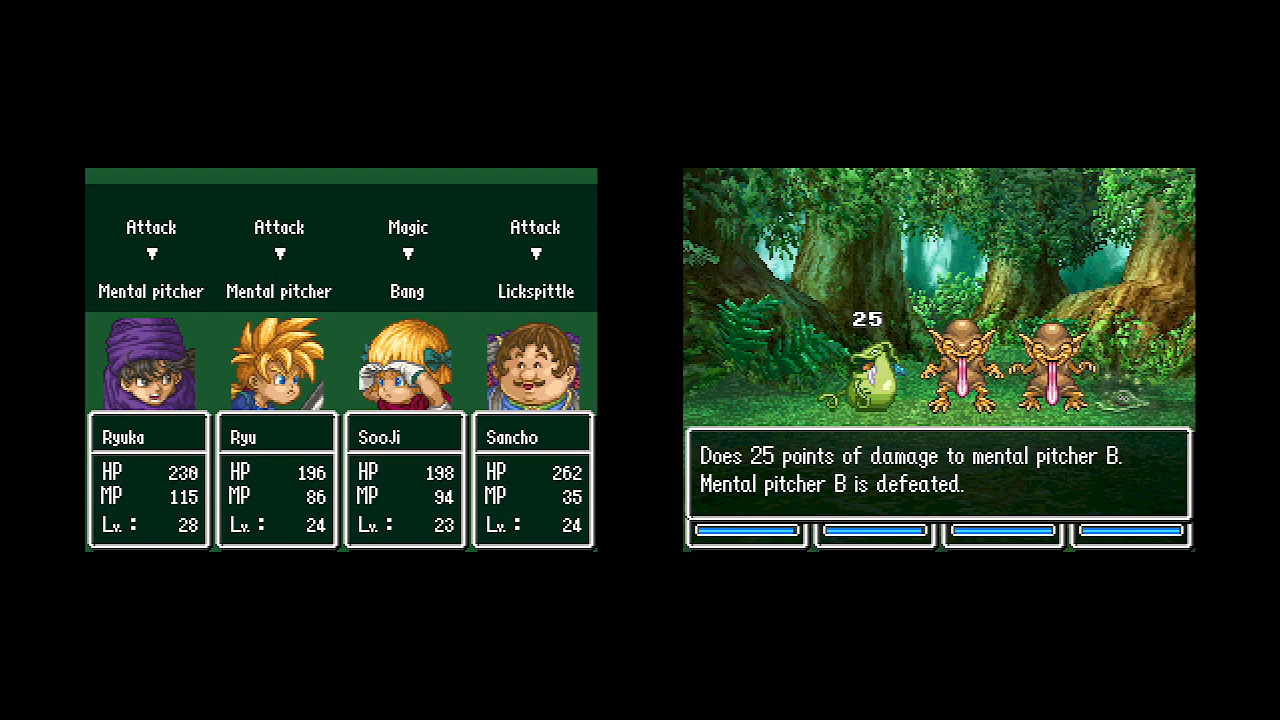 Attack Attack Magic Attack
Mental pitcher Mental pitcher Bang Lickspittle
Ryuka Ryu SooJi Sancho
HP 230 HP 196 HP 198 HP 262
MP 115 MP 86 MP 94 MP 35
Lv. : 28 Lv. : 24 Lv. : 23 Lv. : 24
25
Does 25 points of damage to mental pitcher B.
Mental pitcher B is defeated.